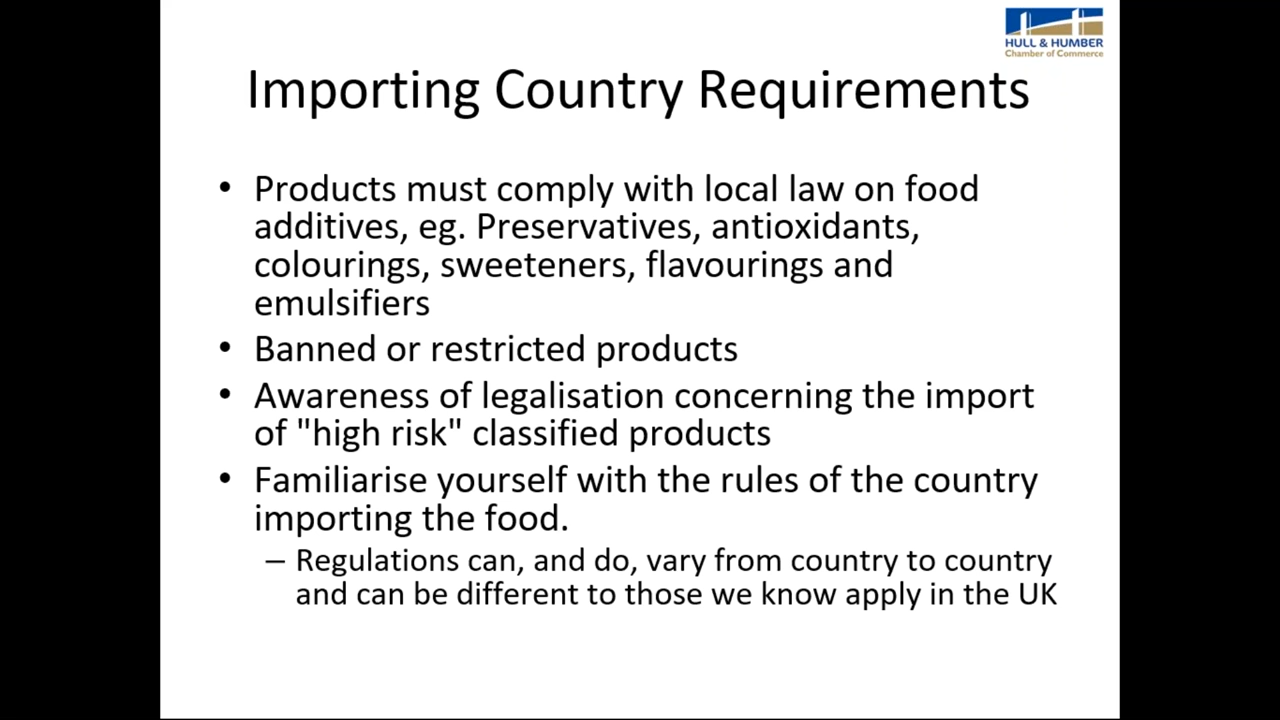 HULL & HUMBER
Chamber of Commerce
Importing Country Requirements
• Products must comply with local law on food
additives, eg. Preservatives, antioxidants,
colourings, sweeteners, flavourings and
emulsifiers
• Banned or restricted products
• Awareness of legalisation concerning the import
of "high risk" classified products
• Familiarise yourself with the rules of the country
importing the food.
– Regulations can, and do, vary from country to country
and can be different to those we know apply in the UK